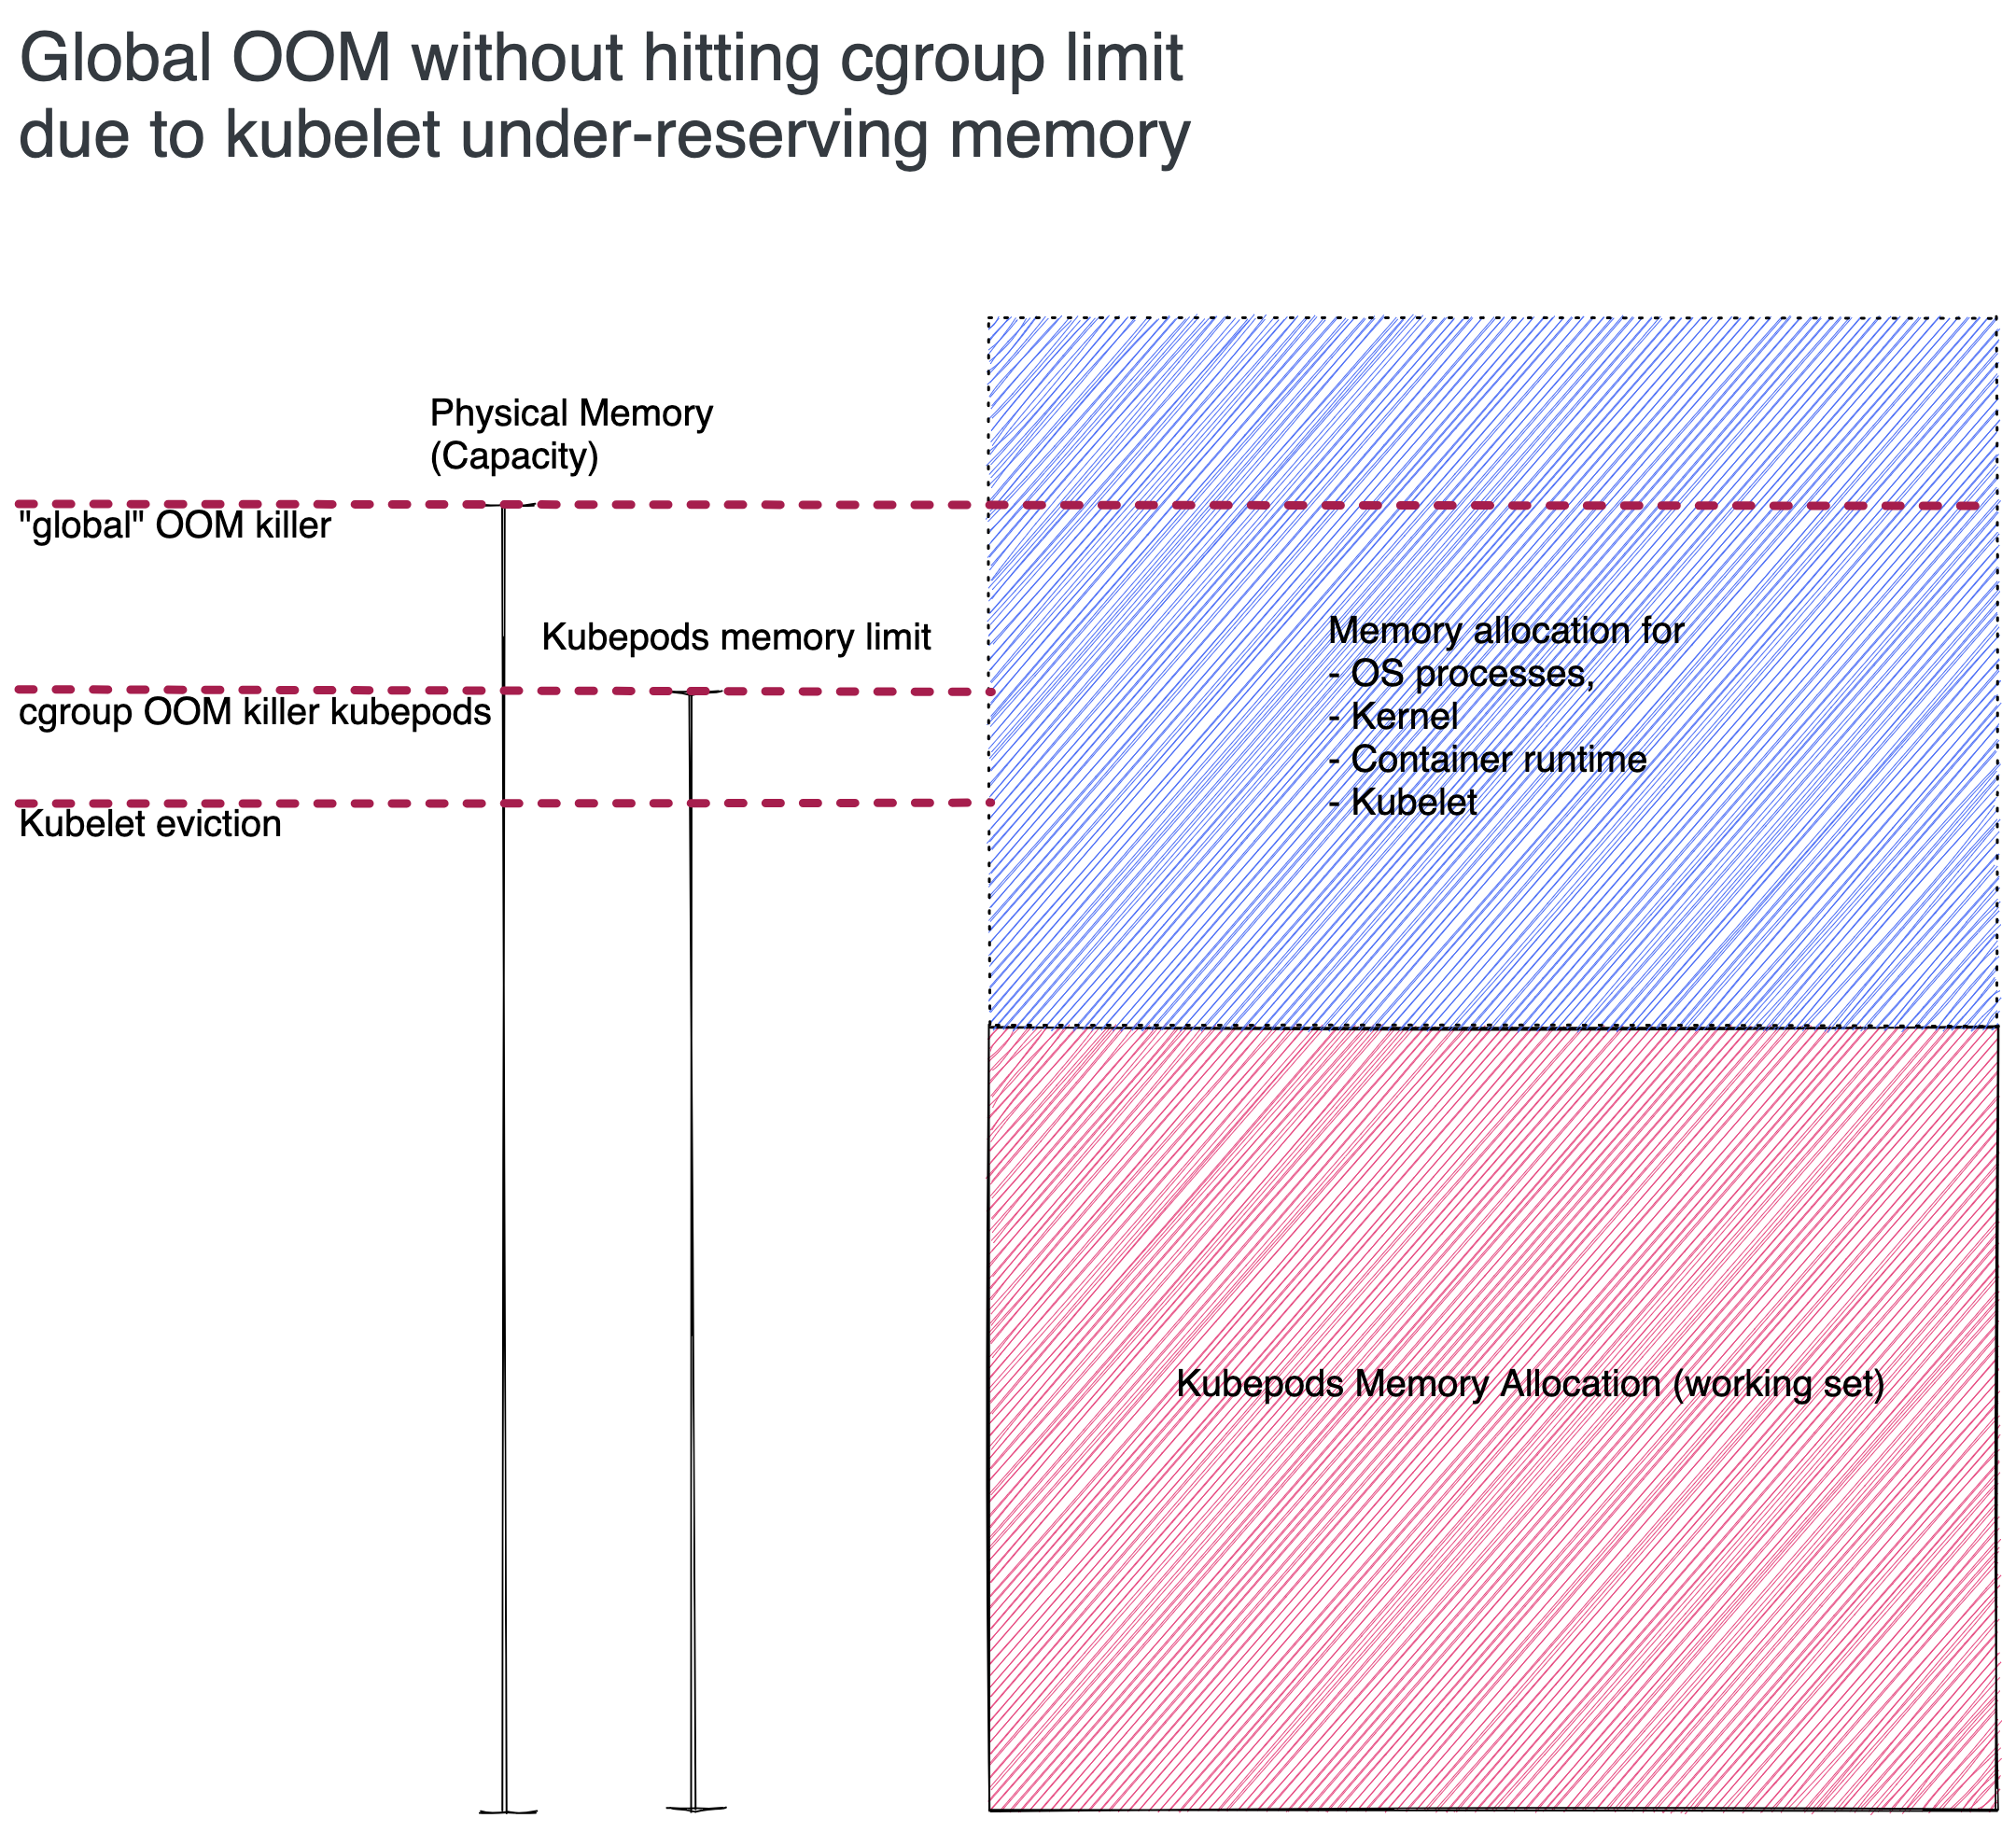 Global OOM without hitting cgroup limit
due to kubelet under-reserving memory
Physical Memory
(Capacity)
"global" OOM killer
Kubepods memory limit
cgroup OOM killer kubepods
Kubelet eviction
Memory allocation for
- OS processes,
- Kernel
- Container runtime
- Kubelet
Kubepods Memory Allocation (working set)